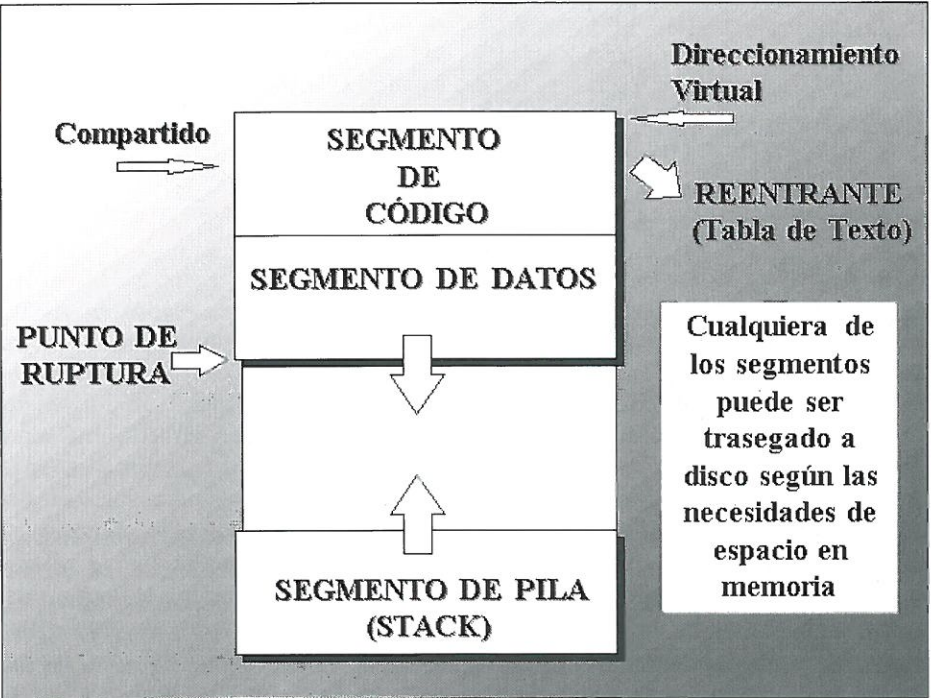 Direccionamiento
Virtual
Compartido
SEGMENTO
DE
CÓDIGO
REENTRANTE
(Tabla de Texto)
SEGMENTO DE DATOS
PUNTO DE
RUPTURA
Cualquiera de
los segmentos
puede ser
trasegado a
disco según las
necesidades de
espacio en
memoria
SEGMENTO DE PILA
(STACK)